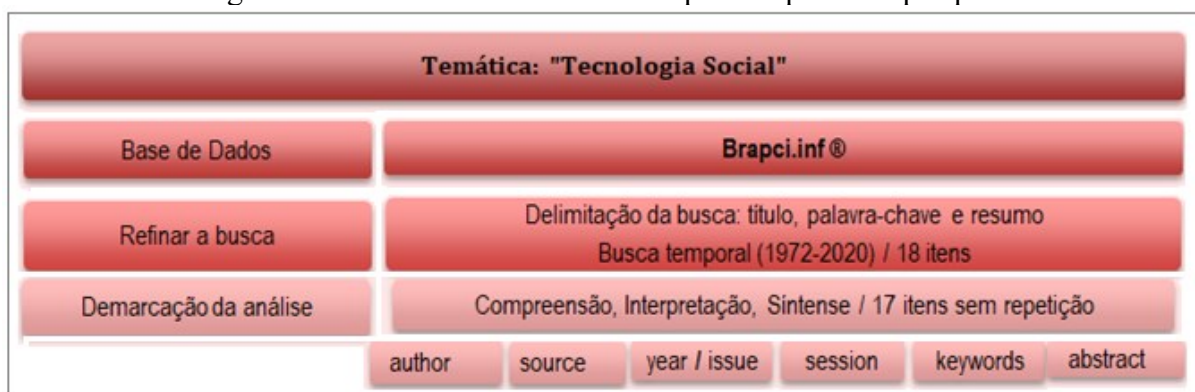 Temática: "Tecnologia Social"
Base de Dados
Brapci.inf ®
Refinar a busca
Delimitação da busca: título, palavra-chave e resumo
Busca temporal (1972-2020) / 18 itens
Demarcação da análise
Compreensão, Interpretação, Síntense / 17 itens sem repetição
author
source
year / issue
session
keywords
abstract